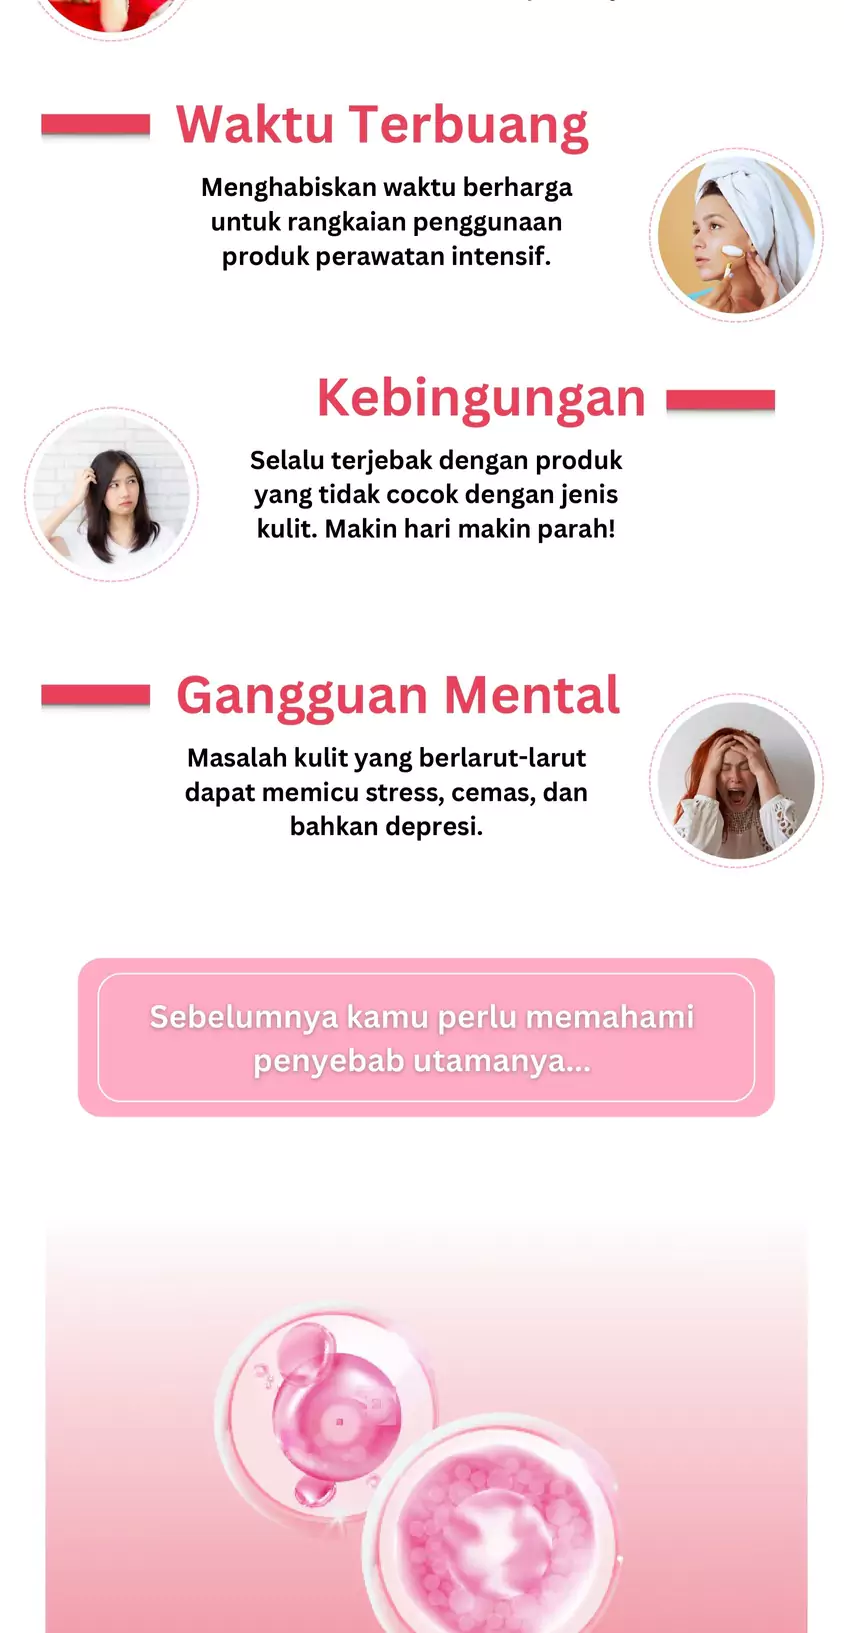 Waktu Terbuang
Menghabiskan waktu berharga
untuk rangkaian penggunaan
produk perawatan intensif.
Kebingungan
Selalu terjebak dengan produk
yang tidak cocok dengan jenis
kulit. Makin hari makin parah!
Gangguan Mental
Masalah kulit yang berlarut-larut
dapat memicu stress, cemas, dan
bahkan depresi.
Sebelumnya kamu perlu memahami
penyebab utamanya...